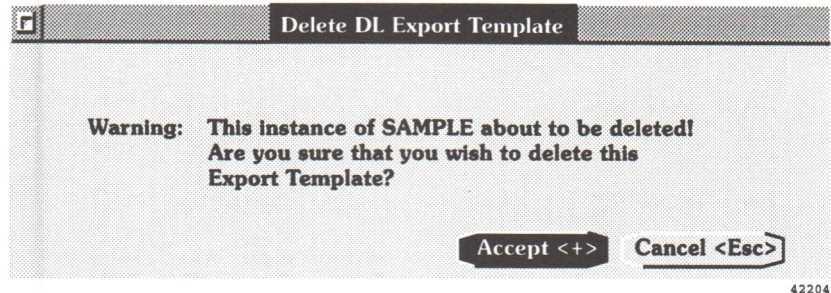 Delete DL Export Template
Warning: This instance of SAMPLE about to be deleted!
Are you sure that you wish to delete this
Export Template?
Accept <+> Cancel <Esc>
42204